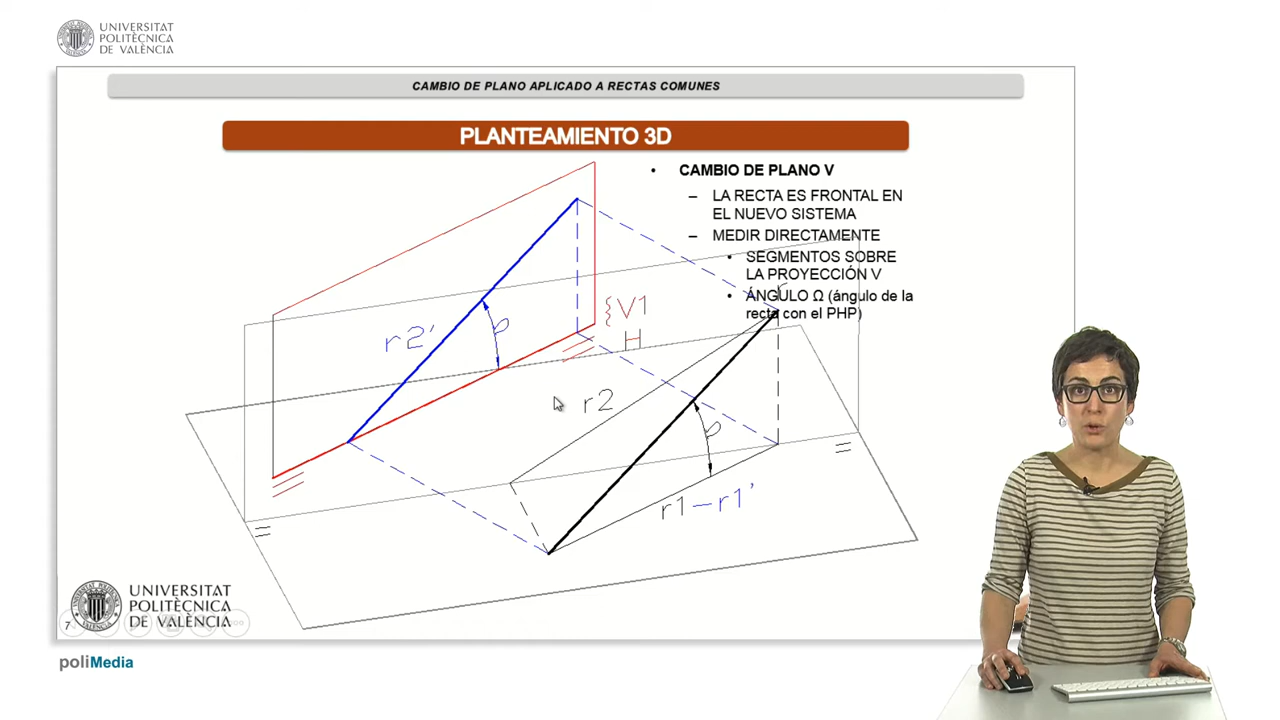 UNIVERSITAT
POLITÈCNICA
DE VALÈNCIA
CAMBIO DE PLANO APLICADO A RECTAS COMUNES
PLANTEAMIENTO 3D
• CAMBIO DE PLANO V
– LA RECTA ES FRONTAL EN
EL NUEVO SISTEMA
– MEDIR DIRECTAMENTE
• SEGMENTOS SOBRE
LA PROYECCIÓN V
• ÁNGULO Ω (ángulo de la
recta con el PHP)
r
V1
H
r2'
r2
r1-r1'
UNIVERSITAT
POLITÈCNICA
DE VALÈNCIA
7
poliMedia